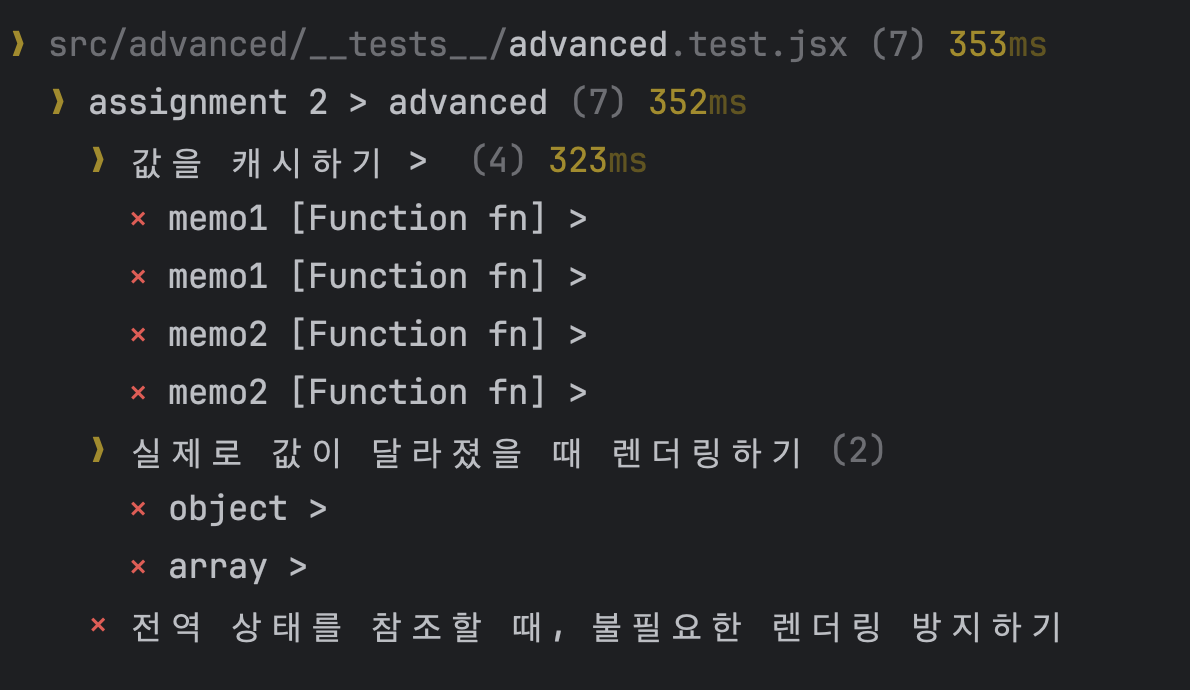 ❯ src/advanced/__tests__/advanced.test.jsx (7) 353ms
❯ assignment 2 > advanced (7) 352ms
❯ 값을 캐시하기 > (4) 323ms
× memo1 [Function fn] >
× memo1 [Function fn] >
× memo2 [Function fn] >
× memo2 [Function fn] >
❯ 실제로 값이 달라졌을 때 렌더링하기 (2)
× object >
× array >
× 전역 상태를 참조할 때, 불필요한 렌더링 방지하기